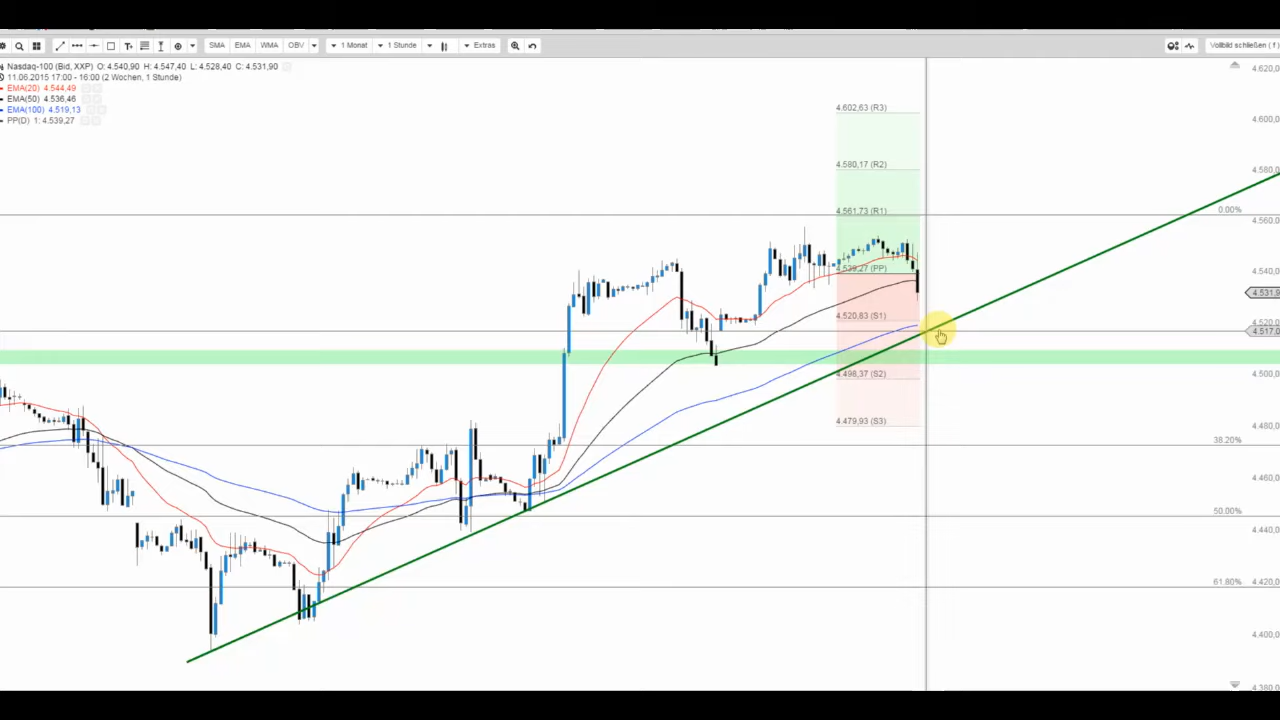 SMA EMA WMA OBV 1 Monat 1 Stunde Extras Vollbild schließen ( f )
Nasdaq-100 (Bid, XXP) O: 4.540,90 H: 4.547,40 L: 4.528,40 C: 4.531,90
11.06.2015 17:00 - 16:00 (2 Wochen, 1 Stunde)
EMA(20) 4.544,49
EMA(50) 4.536,46
EMA(100) 4.519,13
PP(D) 1: 4.539,27
4.620,0
4.602,63 (R3)
4.600,0
4.580,17 (R2)
4.580,0
4.561,73 (R1)
0.00%
4.560,0
4.539,27 (PP)
4.540,0
4.531,9
4.520,83 (S1)
4.520,0
4.517,0
4.498,37 (S2)
4.500,0
4.479,93 (S3)
4.480,0
38.20%
4.460,0
50.00%
4.440,0
61.80%
4.420,0
4.400,0
4.380,0